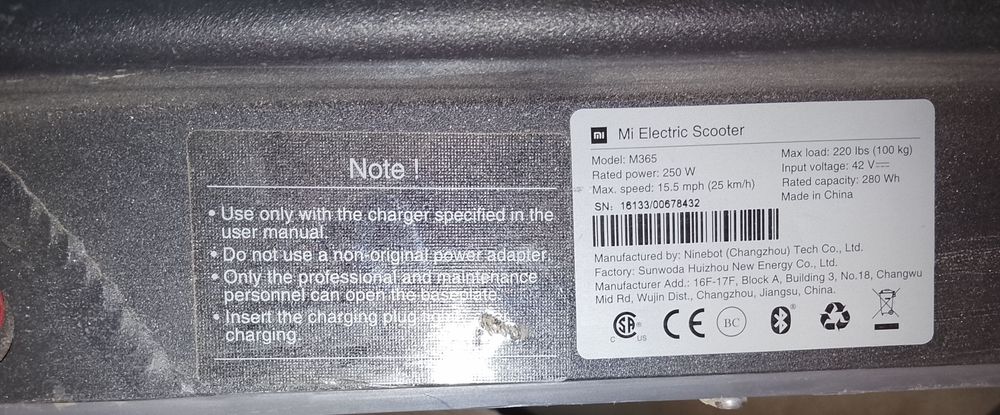 Note !
• Use only with the charger specified in the
user manual.
• Do not use a non-original power adapter.
• Only the professional and maintenance
personnel can open the baseplate.
• Insert the charging plug
charging.
mi
Mi Electric Scooter
Model: M365
Rated power: 250 W
Max. speed: 15.5 mph (25 km/h)
SN: 16133/00678432
Max load: 220 lbs (100 kg)
Input voltage: 42 V⎓
Rated capacity: 280 Wh
Made in China
Manufactured by: Ninebot (Changzhou) Tech Co., Ltd.
Factory: Sunwoda Huizhou New Energy Co., Ltd.
Manufacturer Add.: 16F-17F, Block A, Building 3, No.18, Changwu
Mid Rd, Wujin Dist., Changzhou, Jiangsu, China.
C SA US ® CE BC ®